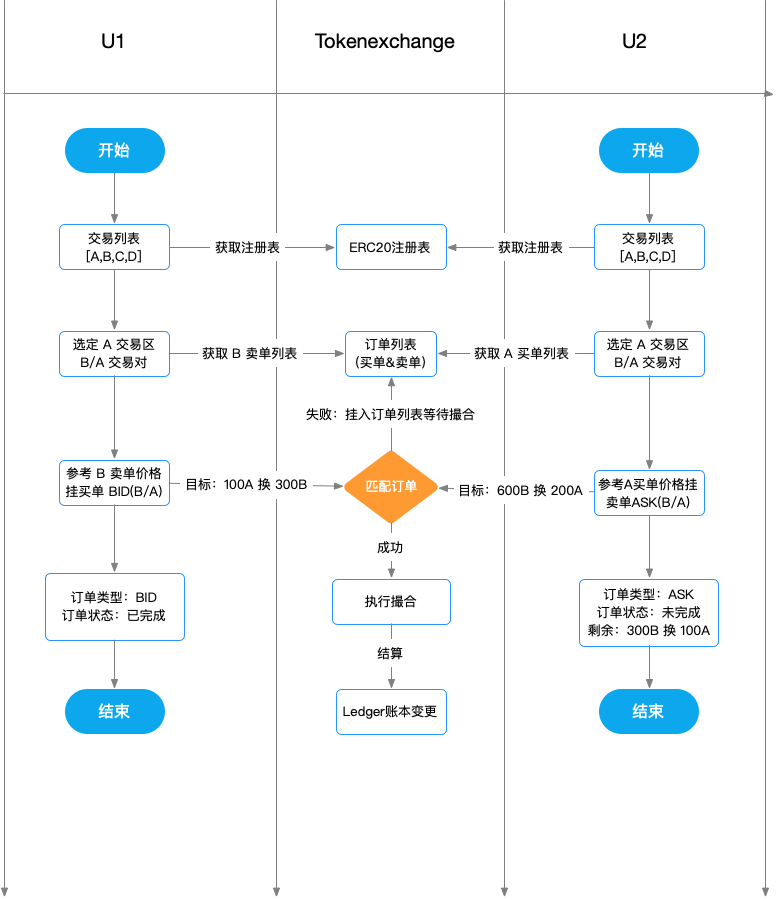 U1
Tokenexchange
U2
开始
开始
交易列表
[A,B,C,D]
获取注册表
ERC20注册表
获取注册表
交易列表
[A,B,C,D]
选定 A 交易区
B/A 交易对
获取 B 卖单列表
订单列表
(买单&卖单)
获取 A 买单列表
选定 A 交易区
B/A 交易对
失败：挂入订单列表等待撮合
参考 B 卖单价格
挂买单 BID(B/A)
目标：100A 换 300B
匹配订单
目标：600B 换 200A
参考A买单价格挂
卖单ASK(B/A)
成功
订单类型：BID
订单状态：已完成
执行撮合
订单类型：ASK
订单状态：未完成
剩余：300B 换 100A
结算
结束
Ledger账本变更
结束